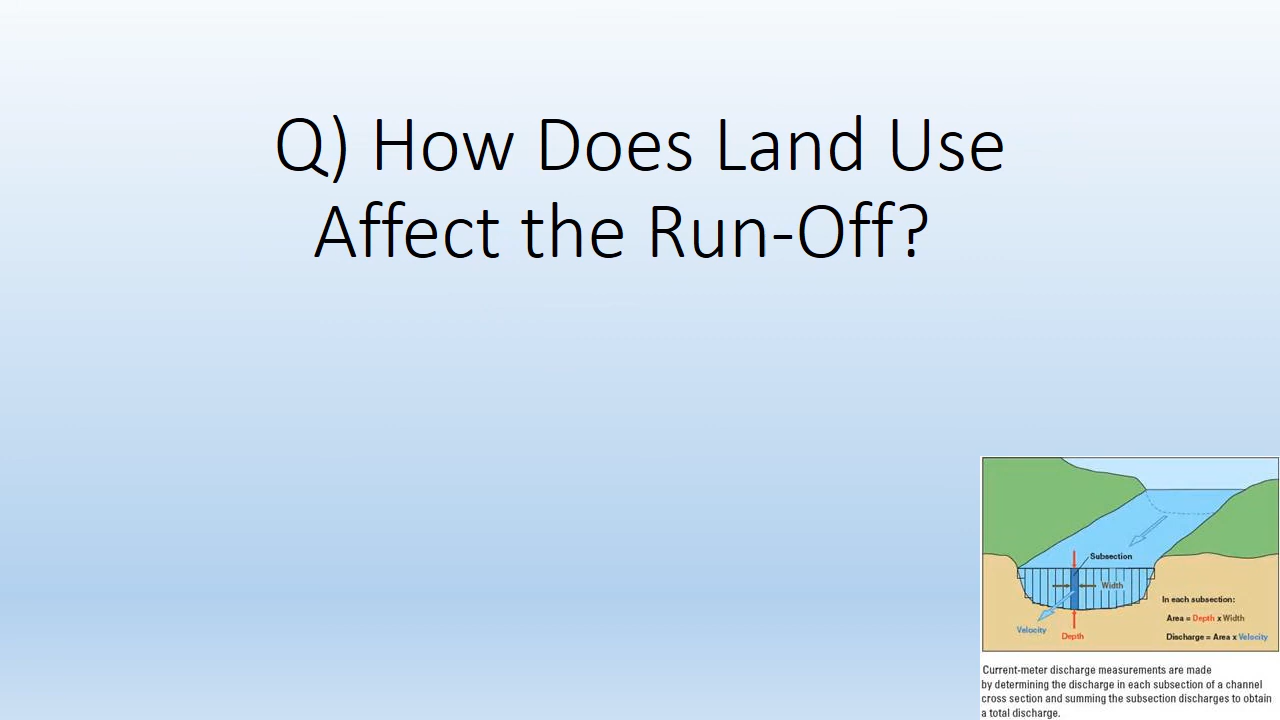 Q) How Does Land Use
Affect the Run-Off?
Subsection
Width
In each subsection:
Area = Depth x Width
Velocity
Depth
Discharge = Area x Velocity
Current-meter discharge measurements are made
by determining the discharge in each subsection of a channel
cross section and summing the subsection discharges to obtain
a total discharge.